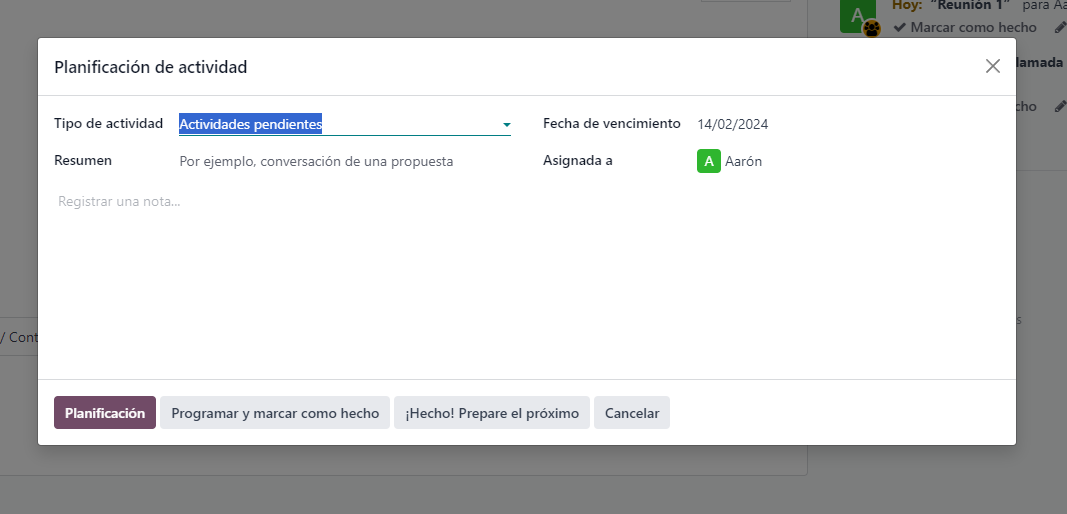 A Hoy: "Reunión 1" para
Marcar como hecho
Planificación de actividad
lamada
Tipo de actividad Actividades pendientes Fecha de vencimiento 14/02/2024
cho
Resumen Por ejemplo, conversación de una propuesta Asignada a A Aarón
Registrar una nota...
s
/ Cont
Planificación Programar y marcar como hecho ¡Hecho! Prepare el próximo Cancelar